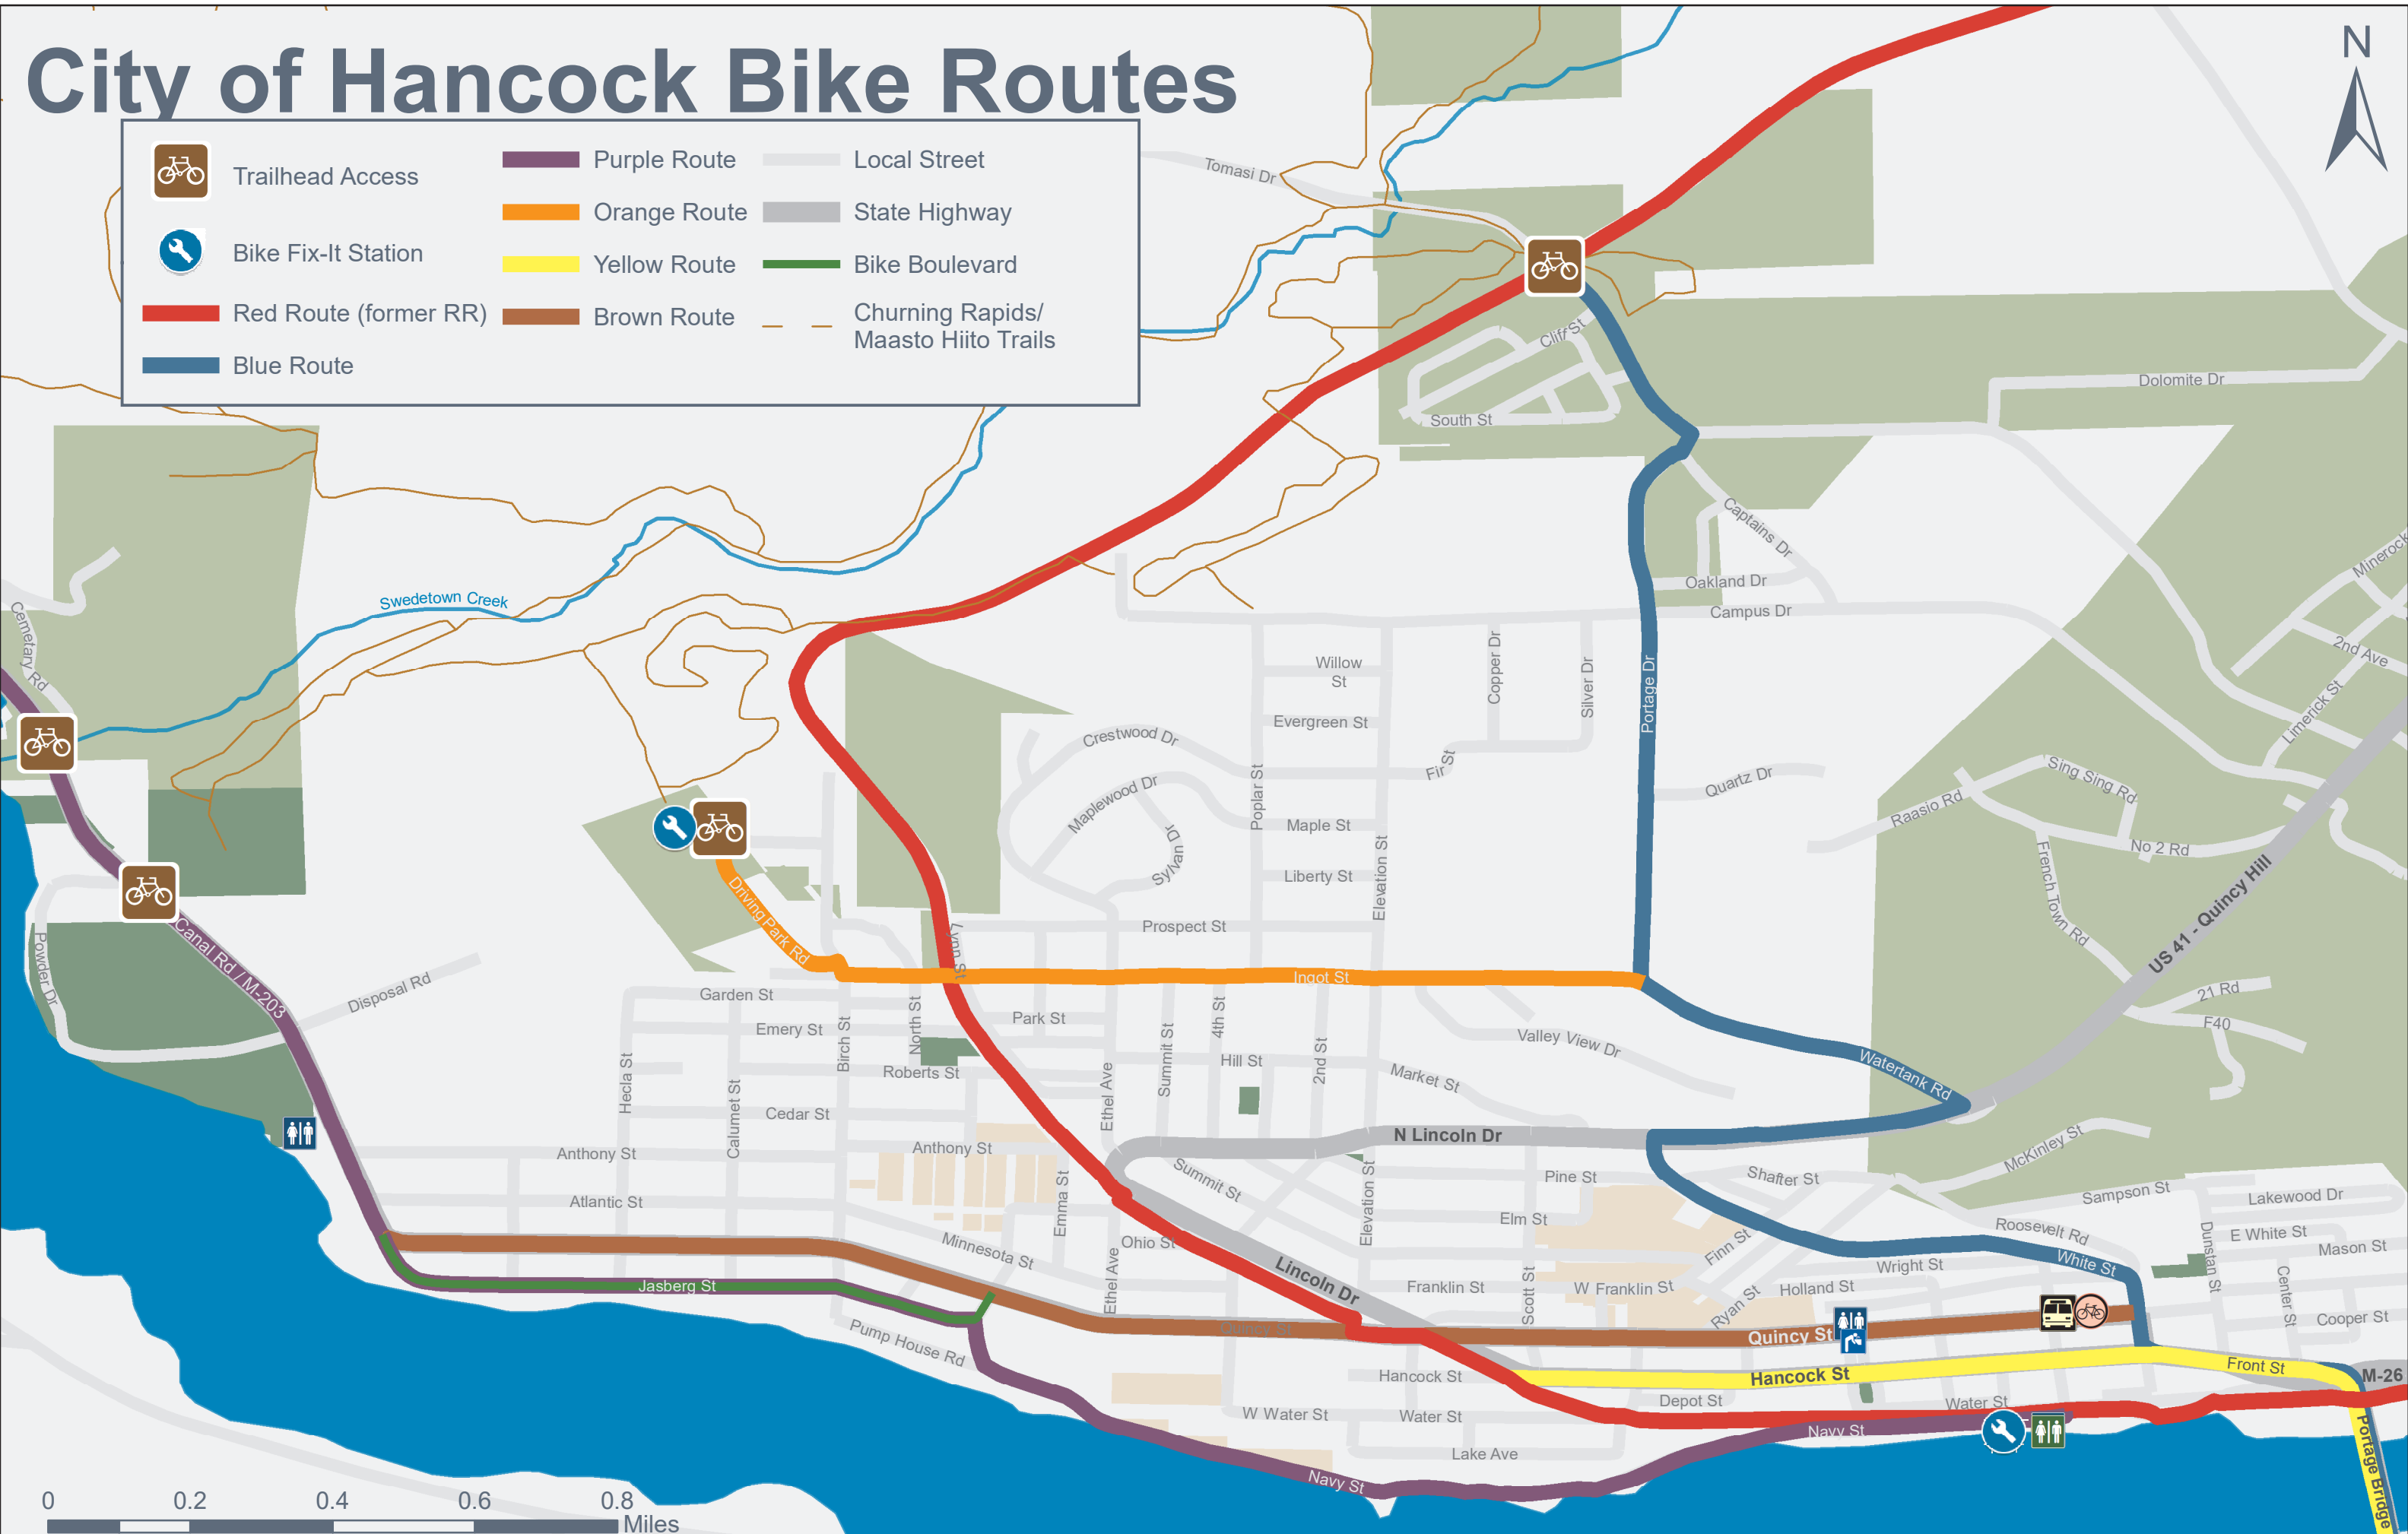 City of Hancock Bike Routes
N
Trailhead Access
Bike Fix-It Station
Red Route (former RR)
Blue Route
Purple Route
Orange Route
Yellow Route
Brown Route
Local Street
State Highway
Bike Boulevard
Churning Rapids/
Maasto Hiito Trails
Tomasi Dr
Cliff St
South St
Dolomite Dr
Captains Dr
Oakland Dr
Campus Dr
Minerock
2nd Ave
Limerick St
Swedetown Creek
Cemetary Rd
Willow
St
Copper Dr
Silver Dr
Portage Dr
Evergreen St
Crestwood Dr
Maplewood Dr
Sylvan Dr
Poplar St
Fir St
Quartz Dr
Maple St
Liberty St
Elevation St
Sing Sing Rd
Raasio Rd
No 2 Rd
French Town Rd
US 41 - Quincy Hill
21 Rd
F40
Driving Park Rd
Lynn St
Prospect St
Ingot St
Canal Rd / M-203
Powder Dr
Disposal Rd
Garden St
Emery St
Hecla St
Calumet St
Birch St
North St
Roberts St
Cedar St
Park St
Ethel Ave
Summit St
4th St
Hill St
2nd St
Market St
Valley View Dr
Watertank Rd
Anthony St
Anthony St
Atlantic St
Emma St
N Lincoln Dr
Summit St
Elevation St
Pine St
Elm St
Shafter St
McKinley St
Sampson St
Lakewood Dr
Roosevelt Rd
Dunstan St
E White St
Mason St
Center St
Cooper St
Minnesota St
Ohio St
Ethel Ave
Lincoln Dr
Franklin St
Scott St
W Franklin St
Finn St
Ryan St
Holland St
Wright St
White St
Jasberg St
Pump House Rd
Quincy St
Hancock St
Hancock St
Front St
M-26
W Water St
Water St
Depot St
Water St
Lake Ave
Navy St
Navy St
Portage Bridge
0
0.2
0.4
0.6
0.8
Miles